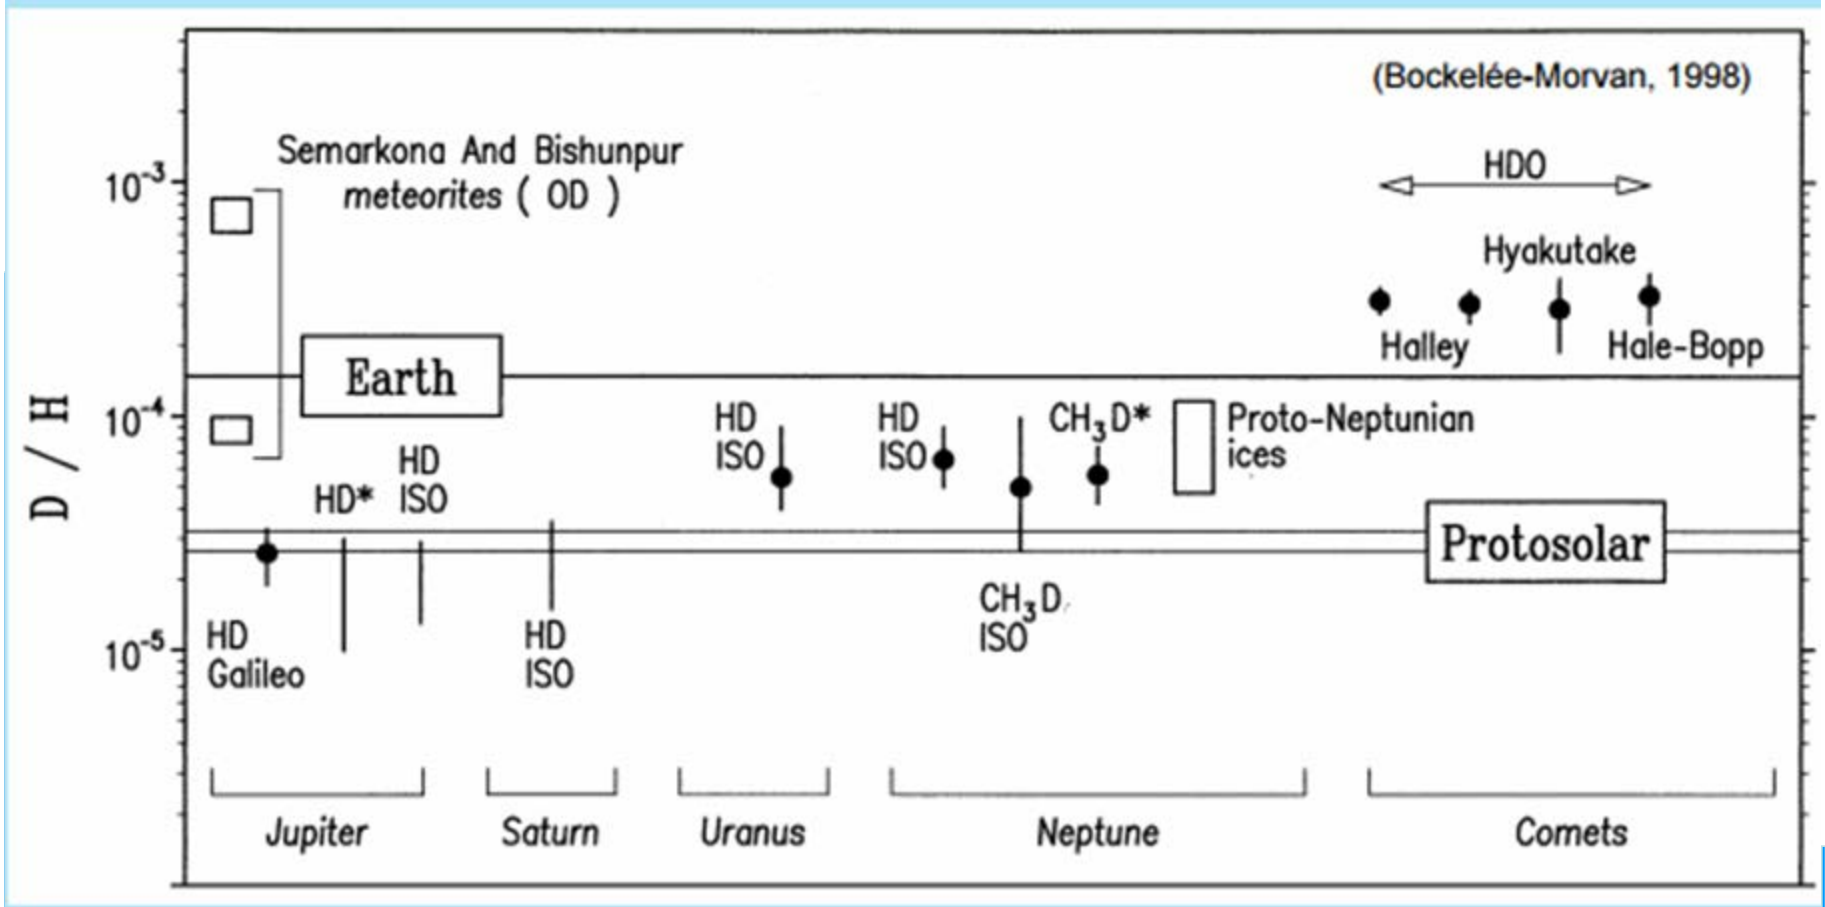 (Bockelée-Morvan, 1998)
Semarkona And Bishunpur
meteorites ( OD )
HDO
10-3
Hyakutake
Halley
Hale-Bopp
Earth
D / H
10-4
HD
ISO
HD*
HD
ISO
HD
ISO
CH3D*
Proto-Neptunian
ices
Protosolar
CH3D
ISO
10-5
HD
Galileo
HD
ISO
Jupiter
Saturn
Uranus
Neptune
Comets